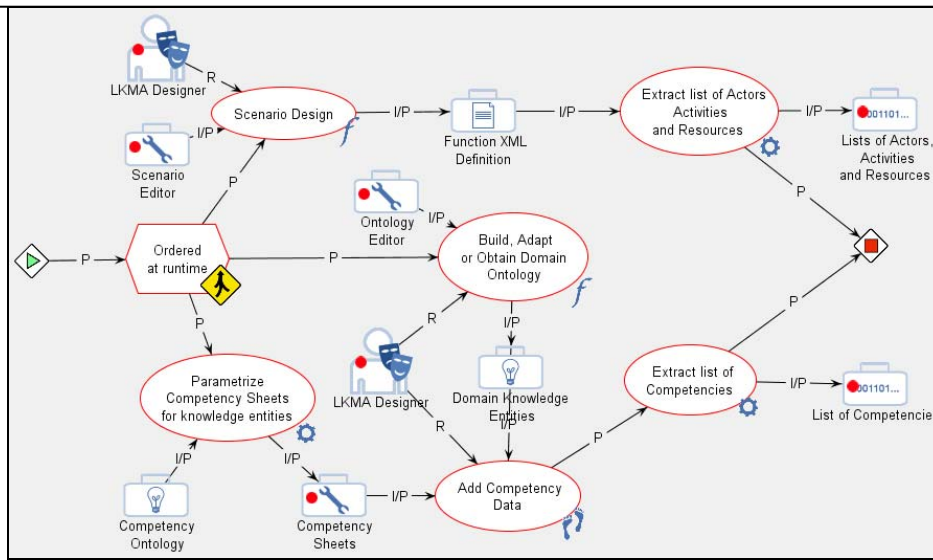 R
LKMA Designer
Scenario Design
I/P
Function XML
Definition
I/P
Extract list of Actors
Activities
and Resources
I/P
001101...
Lists of Actors,
Activities
and Resources
I/P
Scenario
Editor
P
Ontology
Editor
I/P
P
Ordered
at runtime
P
P
Build, Adapt
or Obtain Domain
Ontology
P
P
R
I/P
LKMA Designer
Domain Knowledge
Entities
I/P
Parametrize
Competency Sheets
for knowledge entities
Extract list of
Competencies
I/P
001101...
List of Competencie
R
P
I/P
I/P
Competency
Ontology
Competency
Sheets
I/P
Add Competency
Data